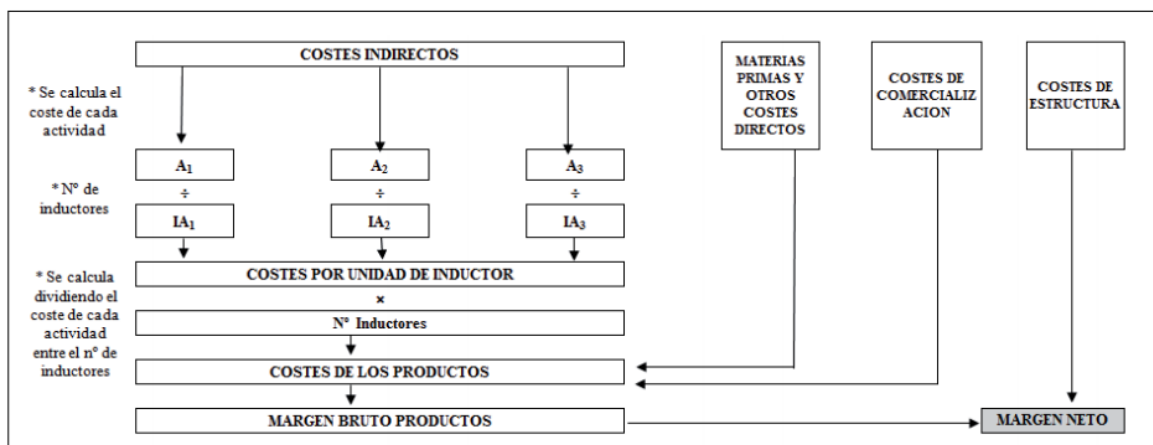 COSTES INDIRECTOS
MATERIAS
PRIMAS Y
OTROS
COSTES
DIRECTOS
COSTES DE
COMERCIALIZ
ACION
COSTES DE
ESTRUCTURA
* Se calcula el
coste de cada
actividad
A₁
A₂
A₃
÷
÷
÷
* Nº de
inductores
IA₁
IA₂
IA₃
COSTES POR UNIDAD DE INDUCTOR
* Se calcula
dividiendo el
coste de cada
actividad
entre el nº de
inductores
×
Nº Inductores
COSTES DE LOS PRODUCTOS
MARGEN BRUTO PRODUCTOS
MARGEN NETO